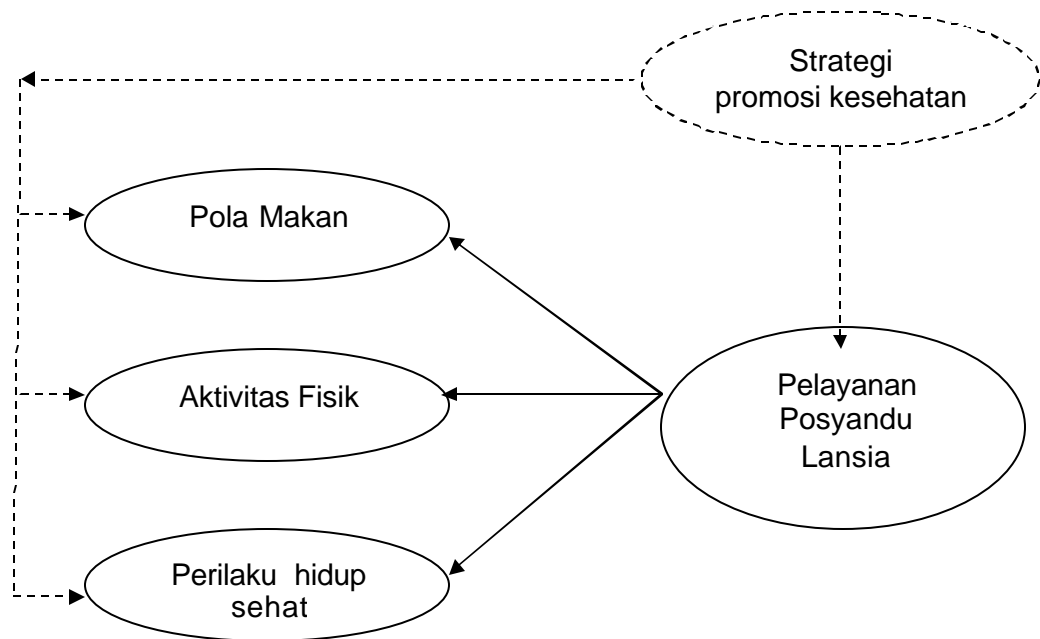 Strategi
promosi kesehatan
Pola Makan
Aktivitas Fisik
Pelayanan
Posyandu
Lansia
Perilaku hidup
sehat